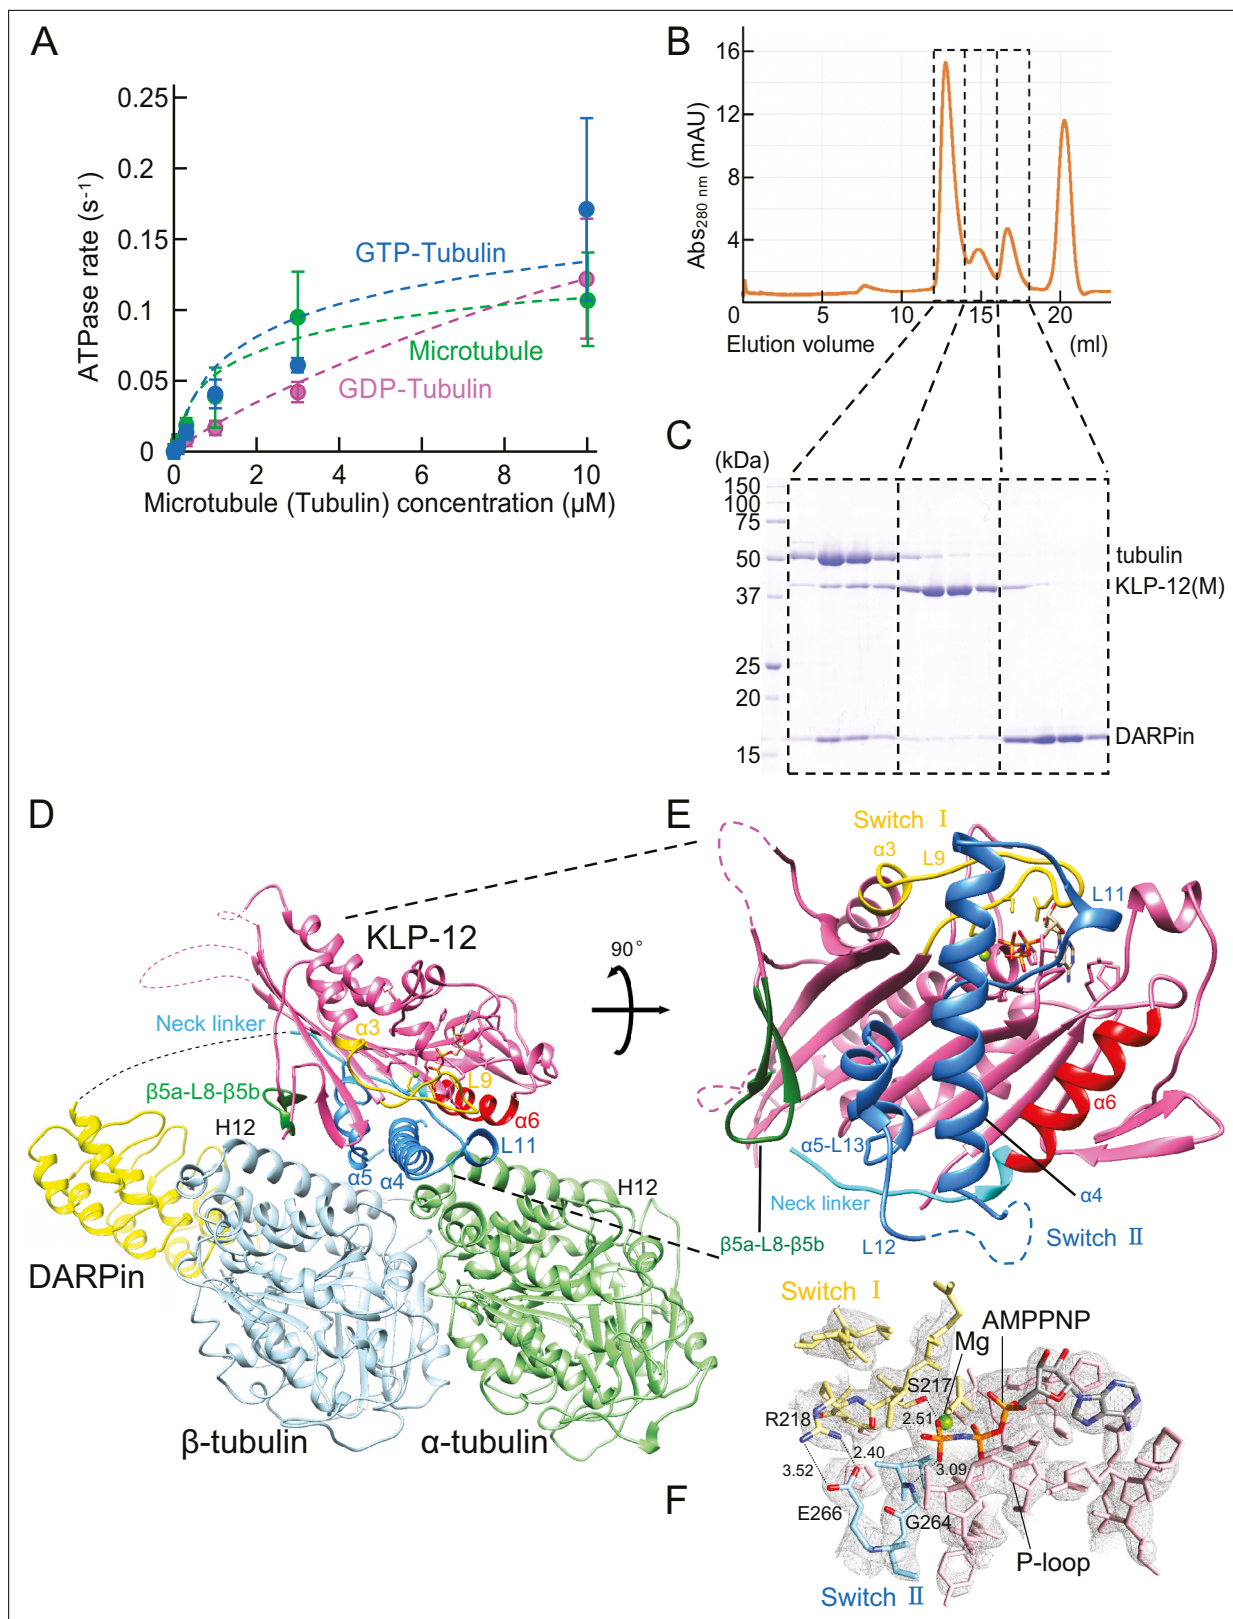 A
ATPase rate (s-1)
0.25
0.2
0.15
0.1
0.05
0
0
2
4
6
8
10
GTP-Tubulin
Microtubule
GDP-Tubulin
Microtubule (Tubulin) concentration (µM)
B
Abs280 nm (mAU)
16
12
8
4
0
5
10
15
20
Elution volume
(ml)
C
(kDa)
150
100
75
50
37
25
20
15
tubulin
KLP-12(M)
DARPin
D
KLP-12
90°
Neck linker
α3
β5a-L8-β5b
L9
H12
α6
L11
α5
α4
H12
DARPin
β-tubulin
α-tubulin
E
Switch I
α3
L9
L11
α6
α5-L13
Neck linker
α4
β5a-L8-β5b
L12
Switch II
F
Switch I
AMPPNP
Mg
S217
2.51
R218
2.40
3.52
3.09
E266
G264
P-loop
Switch II